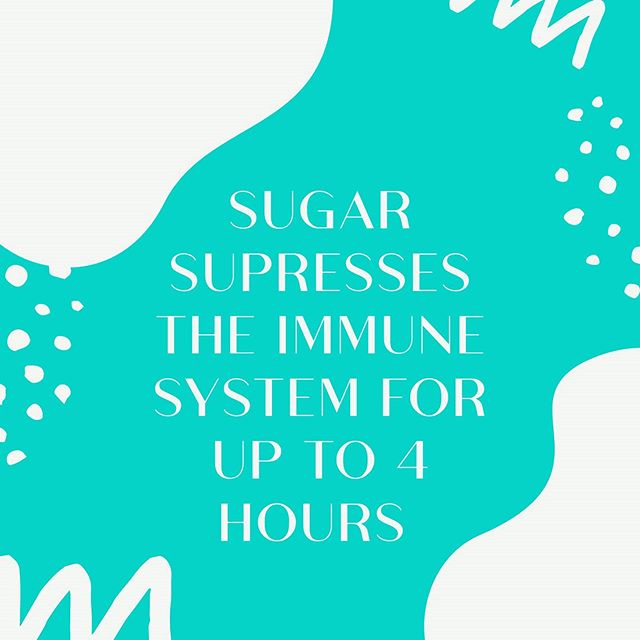 SUGAR
SUPRESSES
THE IMMUNE
SYSTEM FOR
UP TO 4
HOURS